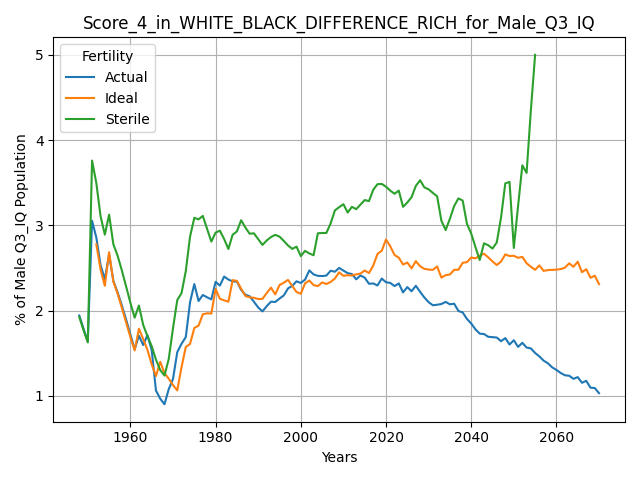 Score_4_in_WHITE_BLACK_DIFFERENCE_RICH_for_Male_Q3_IQ
Fertility
Actual
Ideal
Sterile
5
4
3
2
1
% of Male Q3_IQ Population
1960
1980
2000
2020
2040
2060
Years